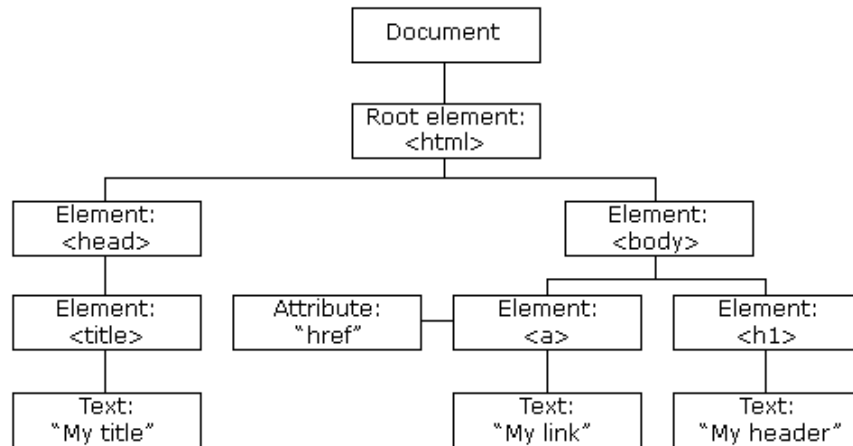 Document
Root element:
<html>
Element:
<head>
Element:
<body>
Element:
<title>
Attribute:
“href”
Element:
<a>
Element:
<h1>
Text:
“My title”
Text:
“My link”
Text:
“My header”